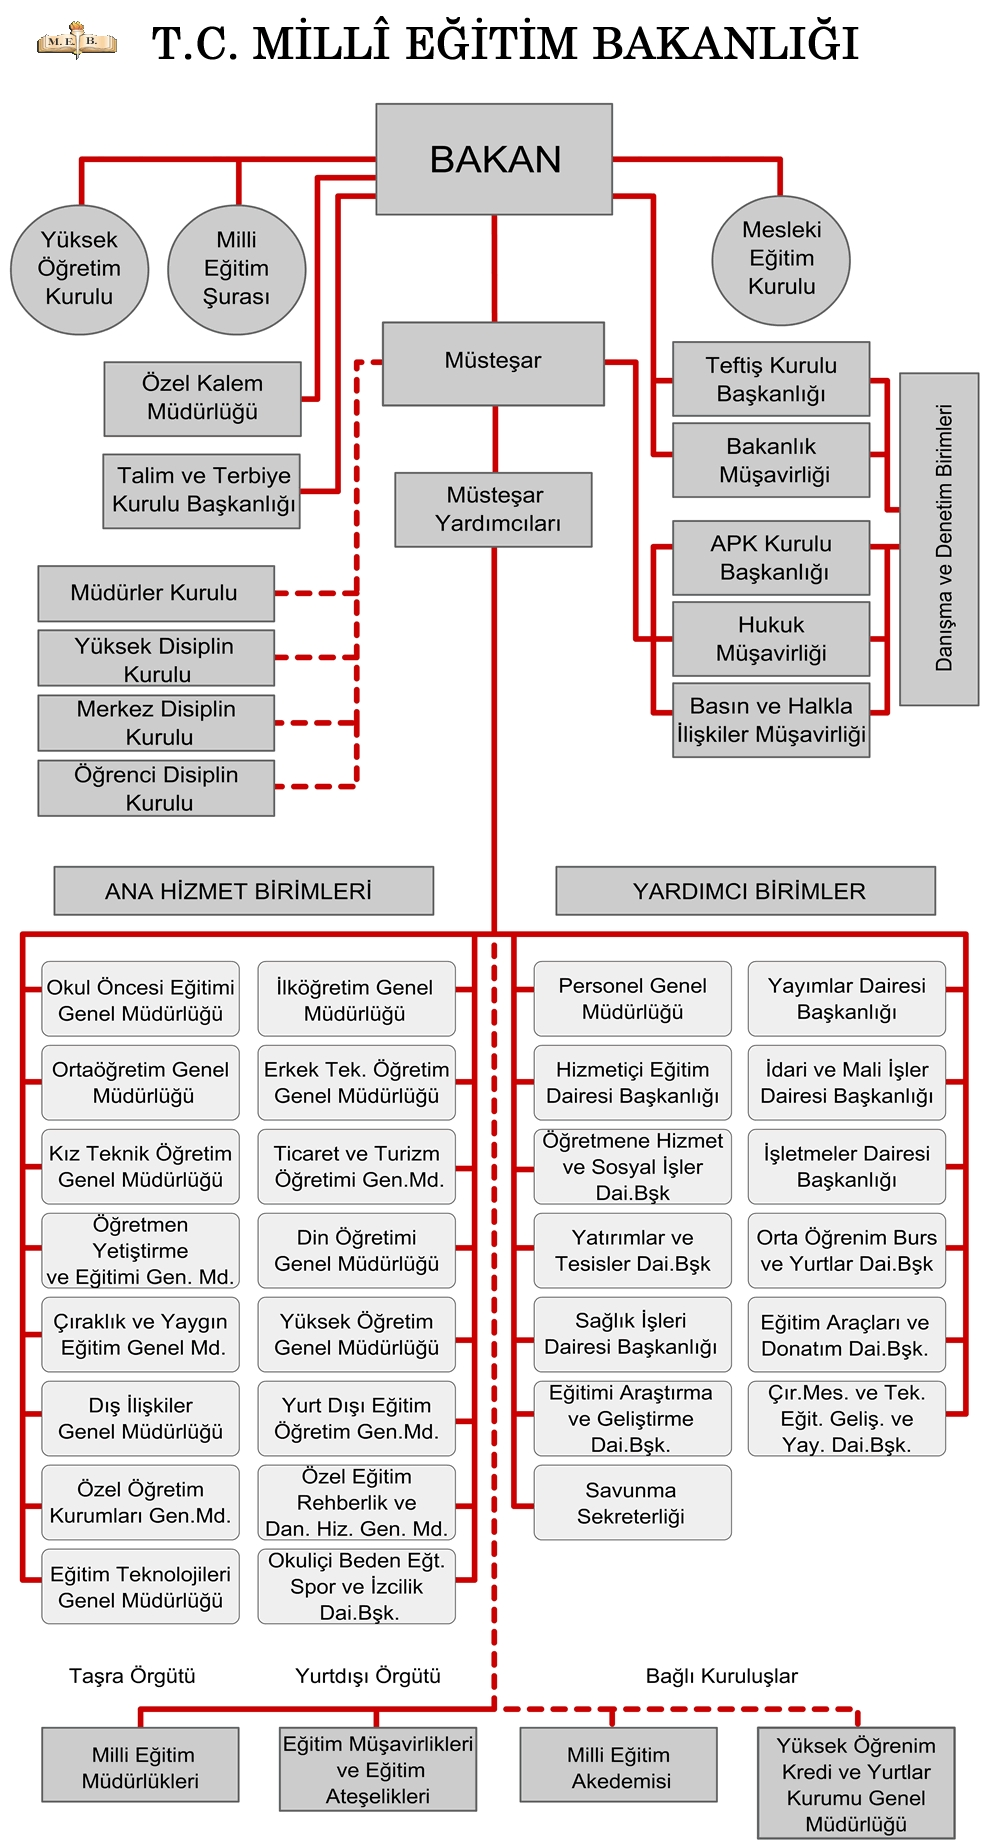 M. E. B.
T.C. MİLLÎ EĞİTİM BAKANLIĞI
BAKAN
Yüksek
Öğretim
Kurulu
Milli
Eğitim
Şurası
Mesleki
Eğitim
Kurulu
Müsteşar
Özel Kalem
Müdürlüğü
Talim ve Terbiye
Kurulu Başkanlığı
Müsteşar
Yardımcıları
Teftiş Kurulu
Başkanlığı
Bakanlık
Müşavirliği
APK Kurulu
Başkanlığı
Hukuk
Müşavirliği
Basın ve Halkla
İlişkiler Müşavirliği
Danışma ve Denetim Birimleri
Müdürler Kurulu
Yüksek Disiplin
Kurulu
Merkez Disiplin
Kurulu
Öğrenci Disiplin
Kurulu
ANA HİZMET BİRİMLERİ
Okul Öncesi Eğitimi
Genel Müdürlüğü
İlköğretim Genel
Müdürlüğü
Ortaöğretim Genel
Müdürlüğü
Erkek Tek. Öğretim
Genel Müdürlüğü
Kız Teknik Öğretim
Genel Müdürlüğü
Ticaret ve Turizm
Öğretimi Gen.Md.
Öğretmen
Yetiştirme
ve Eğitimi Gen. Md.
Din Öğretimi
Genel Müdürlüğü
Çıraklık ve Yaygın
Eğitim Genel Md.
Yüksek Öğretim
Genel Müdürlüğü
Dış İlişkiler
Genel Müdürlüğü
Yurt Dışı Eğitim
Öğretim Gen.Md.
Özel Öğretim
Kurumları Gen.Md.
Özel Eğitim
Rehberlik ve
Dan. Hiz. Gen. Md.
Eğitim Teknolojileri
Genel Müdürlüğü
Okuliçi Beden Eğt.
Spor ve İzcilik
Dai.Bşk.
YARDIMCI BİRİMLER
Personel Genel
Müdürlüğü
Yayımlar Dairesi
Başkanlığı
Hizmetiçi Eğitim
Dairesi Başkanlığı
İdari ve Mali İşler
Dairesi Başkanlığı
Öğretmene Hizmet
ve Sosyal İşler
Dai.Bşk
İşletmeler Dairesi
Başkanlığı
Yatırımlar ve
Tesisler Dai.Bşk
Orta Öğrenim Burs
ve Yurtlar Dai.Bşk
Sağlık İşleri
Dairesi Başkanlığı
Eğitim Araçları ve
Donatım Dai.Bşk.
Eğitimi Araştırma
ve Geliştirme
Dai.Bşk.
Çır.Mes. ve Tek.
Eğit. Geliş. ve
Yay. Dai.Bşk.
Savunma
Sekreterliği
Taşra Örgütü
Yurtdışı Örgütü
Bağlı Kuruluşlar
Milli Eğitim
Müdürlükleri
Eğitim Müşavirlikleri
ve Eğitim
Ateşelikleri
Milli Eğitim
Akedemisi
Yüksek Öğrenim
Kredi ve Yurtlar
Kurumu Genel
Müdürlüğü